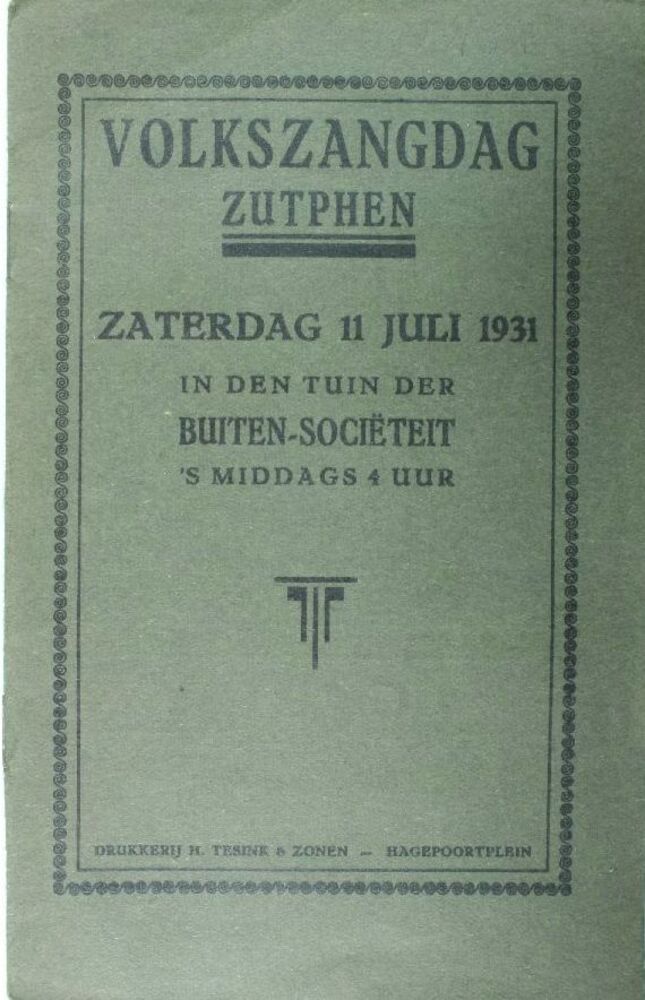 VOLKSZANGDAG
ZUTPHEN
ZATERDAG 11 JULI 1931
IN DEN TUIN DER
BUITEN-SOCIËTEIT
'S MIDDAGS 4 UUR
DRUKKERIJ H. TESINK & ZONEN — HAGEPOORTPLEIN